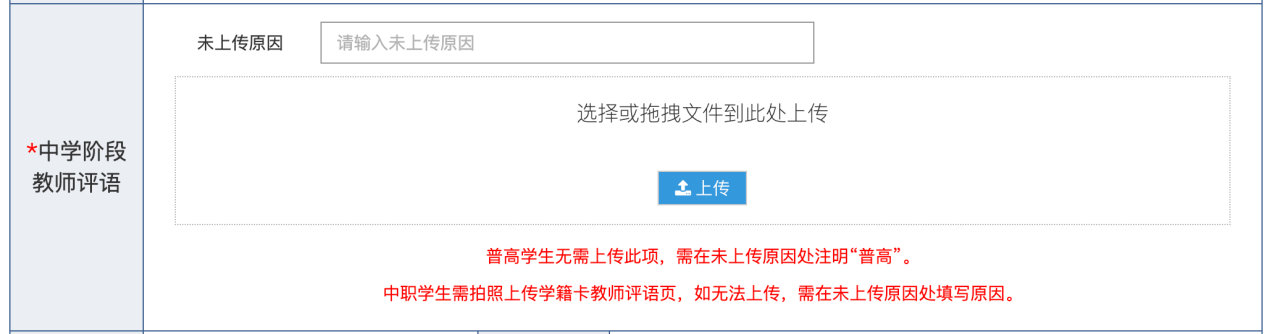 未上传原因
请输入未上传原因
选择或拖拽文件到此处上传
*中学阶段
教师评语
上传
普高学生无需上传此项，需在未上传原因处注明“普高”。
中职学生需拍照上传学籍卡教师评语页，如无法上传，需在未上传原因处填写原因。